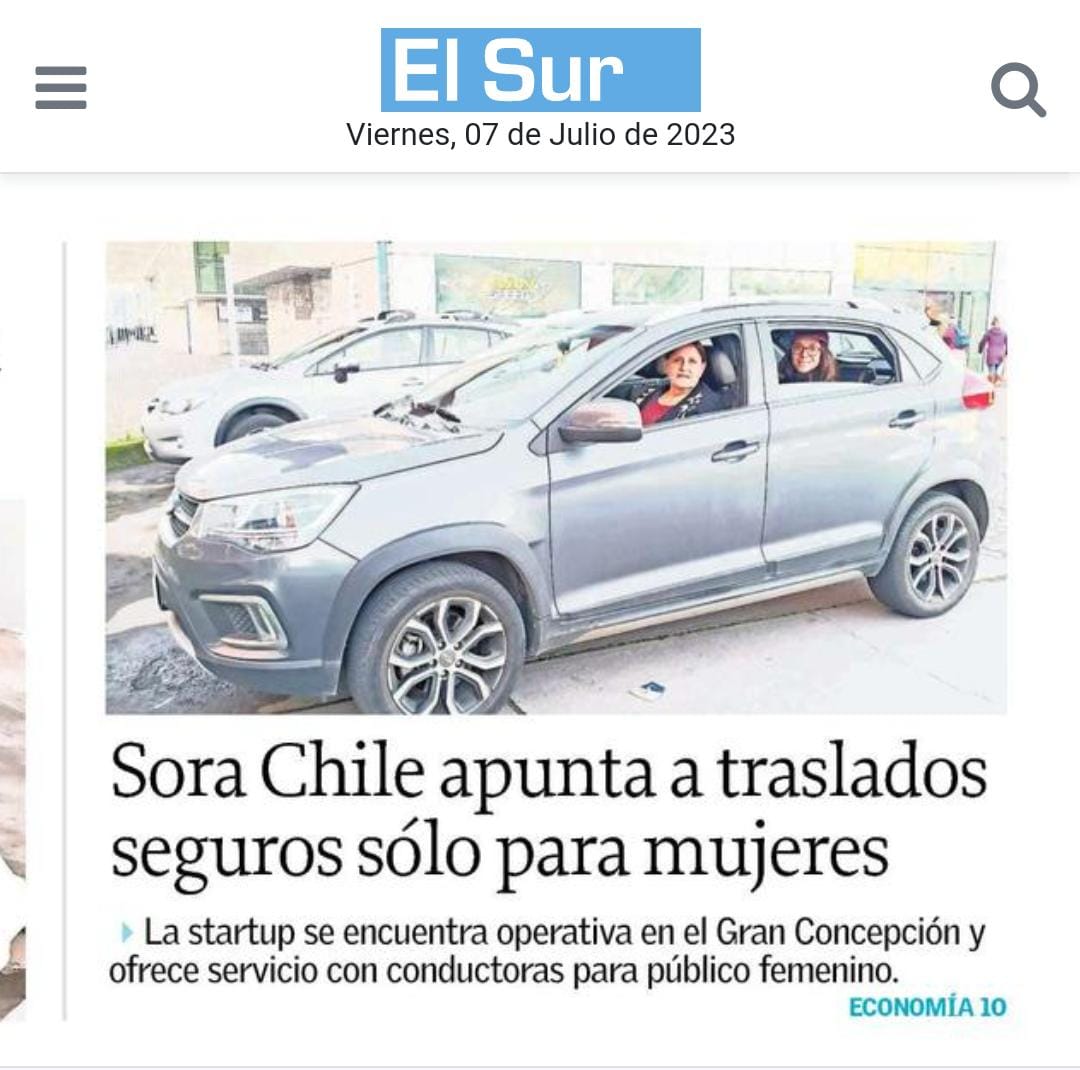 El Sur
Viernes, 07 de Julio de 2023
Sora Chile apunta a traslados
seguros sólo para mujeres
La startup se encuentra operativa en el Gran Concepción y
ofrece servicio con conductoras para público femenino.
ECONOMÍA 10